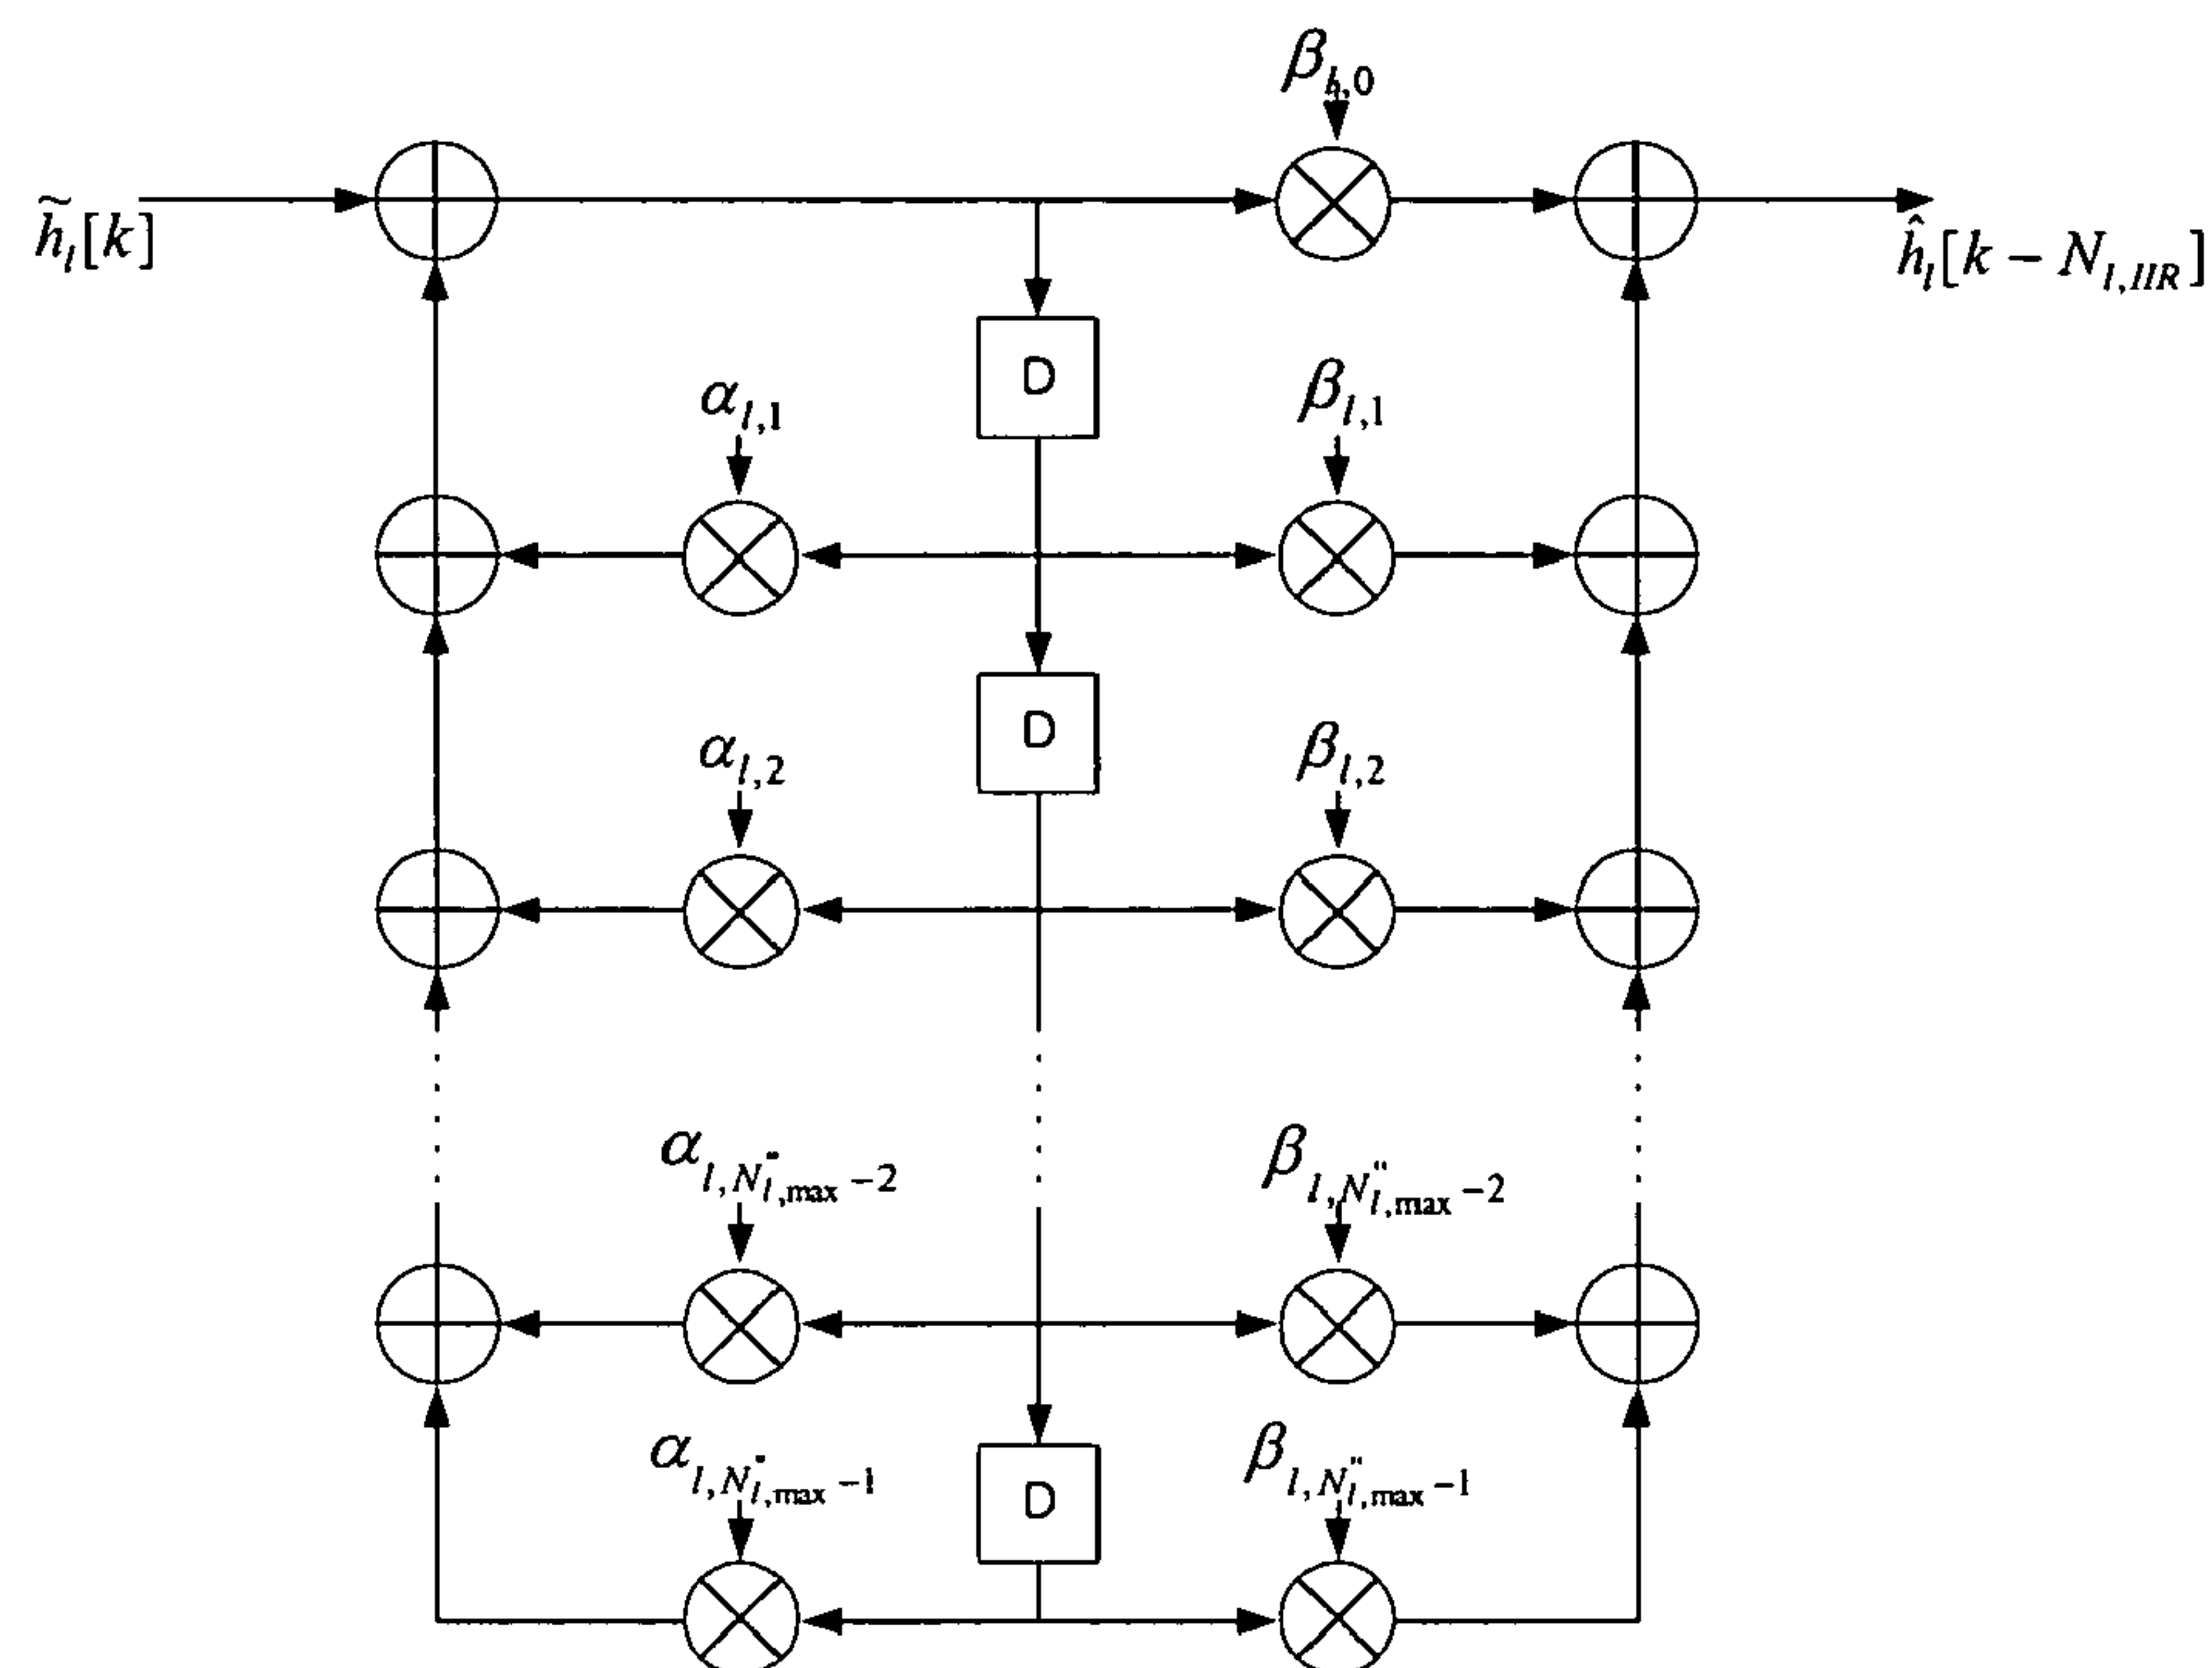 β_{l,0}
h̃_l[k]
ĥ_l[k − N_{l,IIR}]
D
α_{l,1}
β_{l,1}
D
α_{l,2}
β_{l,2}
α_{l,N''_{l,max}−2}
β_{l,N''_{l,max}−2}
α_{l,N''_{l,max}−1}
β_{l,N''_{l,max}−1}
D